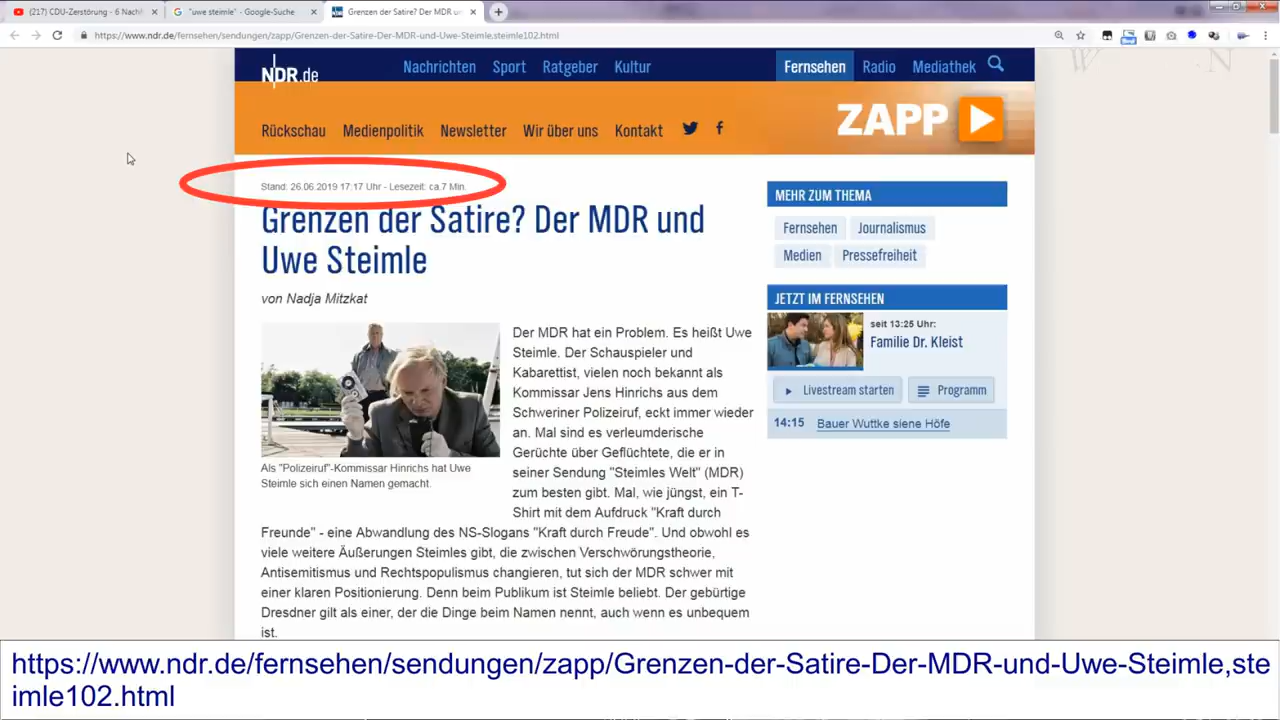 (217) CDU-Zerstörung - 6 Nach
"uwe steimle" - Google-Suche
Grenzen der Satire? Der MDR u
https://www.ndr.de/fernsehen/sendungen/zapp/Grenzen-der-Satire-Der-MDR-und-Uwe-Steimle,steimle102.html
NDR.de
Nachrichten Sport Ratgeber Kultur
Fernsehen Radio Mediathek
ZAPP
Rückschau Medienpolitik Newsletter Wir über uns Kontakt
Stand: 26.06.2019 17:17 Uhr - Lesezeit: ca.7 Min.
Grenzen der Satire? Der MDR und
Uwe Steimle
von Nadja Mitzkat
Der MDR hat ein Problem. Es heißt Uwe
Steimle. Der Schauspieler und
Kabarettist, vielen noch bekannt als
Kommissar Jens Hinrichs aus dem
Schweriner Polizeiruf, eckt immer wieder
an. Mal sind es verleumderische
Gerüchte über Geflüchtete, die er in
seiner Sendung "Steimles Welt" (MDR)
zum besten gibt. Mal, wie jüngst, ein T-
Shirt mit dem Aufdruck "Kraft durch
Freunde" - eine Abwandlung des NS-Slogans "Kraft durch Freude". Und obwohl es
viele weitere Äußerungen Steimles gibt, die zwischen Verschwörungstheorie,
Antisemitismus und Rechtspopulismus changieren, tut sich der MDR schwer mit
einer klaren Positionierung. Denn beim Publikum ist Steimle beliebt. Der gebürtige
Dresdner gilt als einer, der die Dinge beim Namen nennt, auch wenn es unbequem
ist.
Als "Polizeiruf"-Kommissar Hinrichs hat Uwe
Steimle sich einen Namen gemacht.
MEHR ZUM THEMA
Fernsehen Journalismus
Medien Pressefreiheit
JETZT IM FERNSEHEN
seit 13:25 Uhr:
Familie Dr. Kleist
Livestream starten Programm
14:15 Bauer Wuttke siene Höfe
https://www.ndr.de/fernsehen/sendungen/zapp/Grenzen-der-Satire-Der-MDR-und-Uwe-Steimle,ste
imle102.html